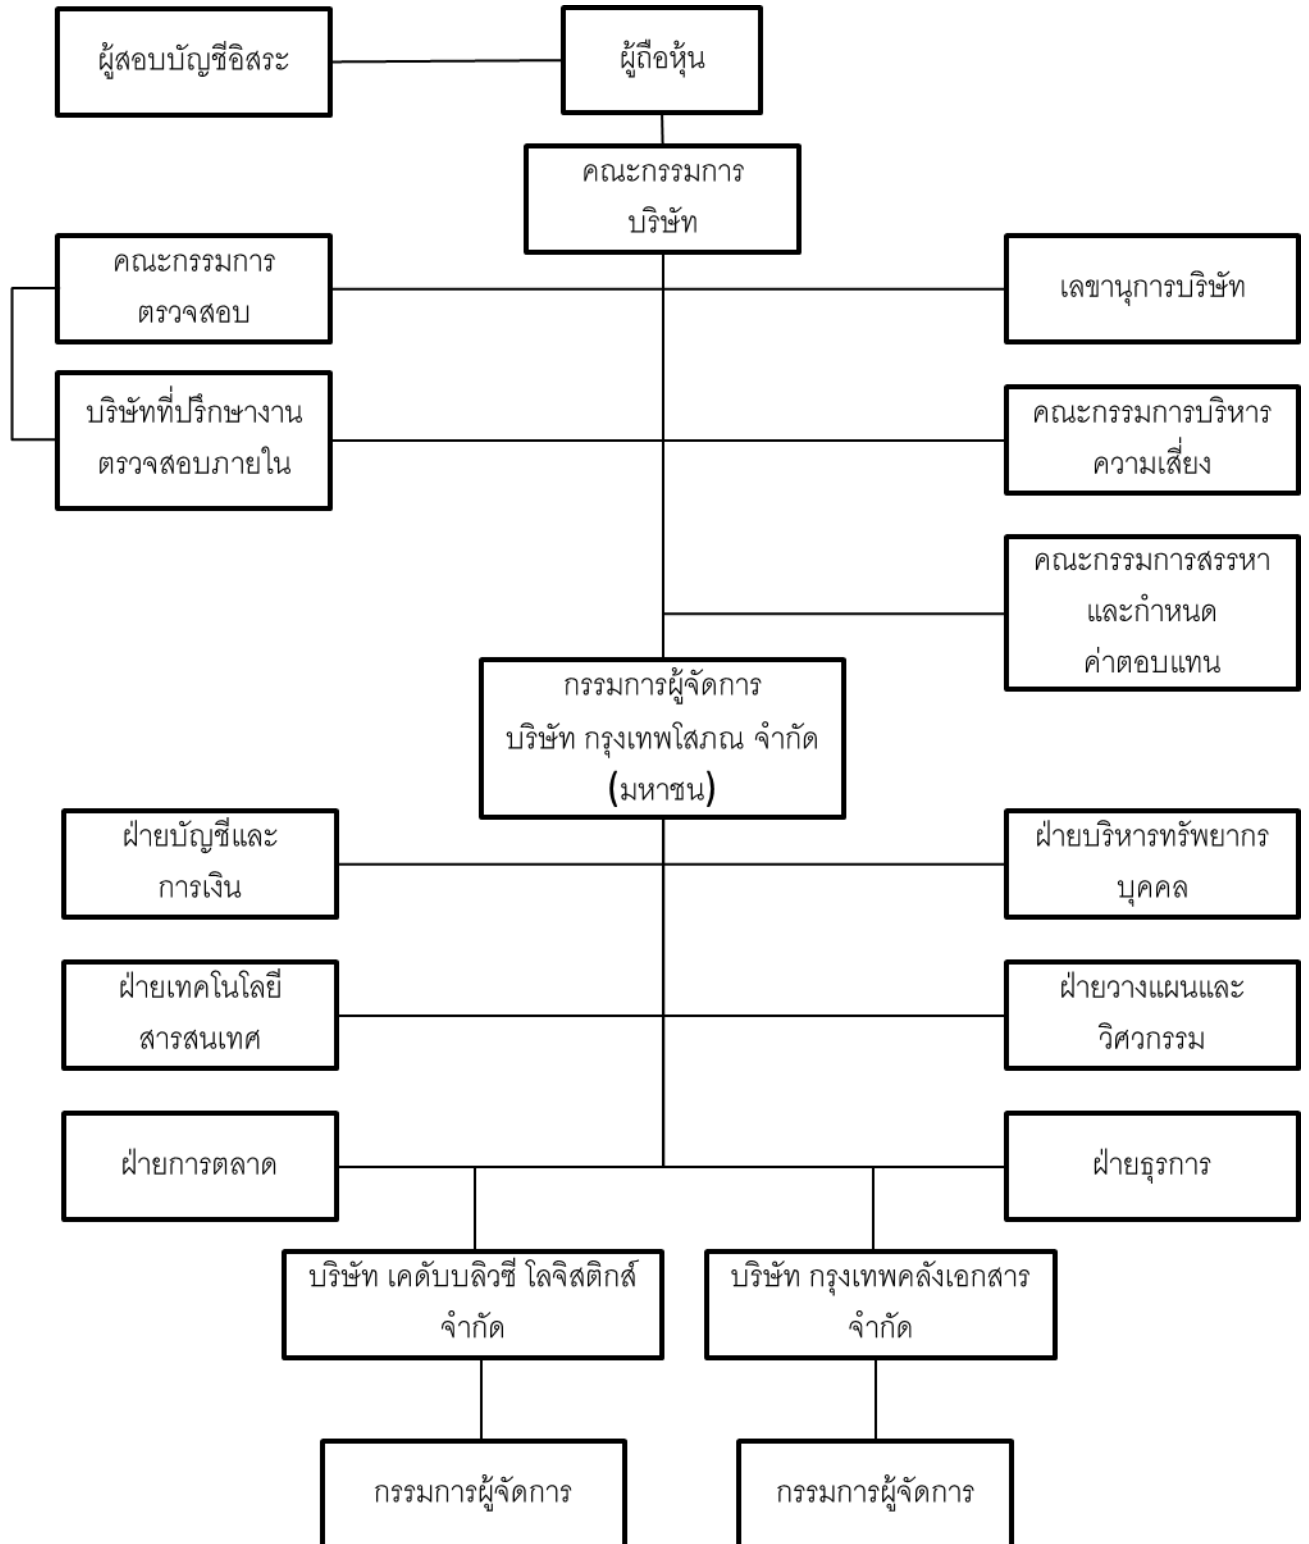 ผู้สอบบัญชีอิสระ
ผู้ถือหุ้น
คณะกรรมการ
บริษัท
คณะกรรมการ
ตรวจสอบ
เลขานุการบริษัท
บริษัทที่ปรึกษางาน
ตรวจสอบภายใน
คณะกรรมการบริหาร
ความเสี่ยง
คณะกรรมการสรรหา
และกำหนด
ค่าตอบแทน
กรรมการผู้จัดการ
บริษัท กรุงเทพโสภณ จำกัด
(มหาชน)
ฝ่ายบัญชีและ
การเงิน
ฝ่ายบริหารทรัพยากร
บุคคล
ฝ่ายเทคโนโลยี
สารสนเทศ
ฝ่ายวางแผนและ
วิศวกรรม
ฝ่ายการตลาด
ฝ่ายธุรการ
บริษัท เคดับบลิวซี โลจิสติกส์
จำกัด
บริษัท กรุงเทพคลังเอกสาร
จำกัด
กรรมการผู้จัดการ
กรรมการผู้จัดการ